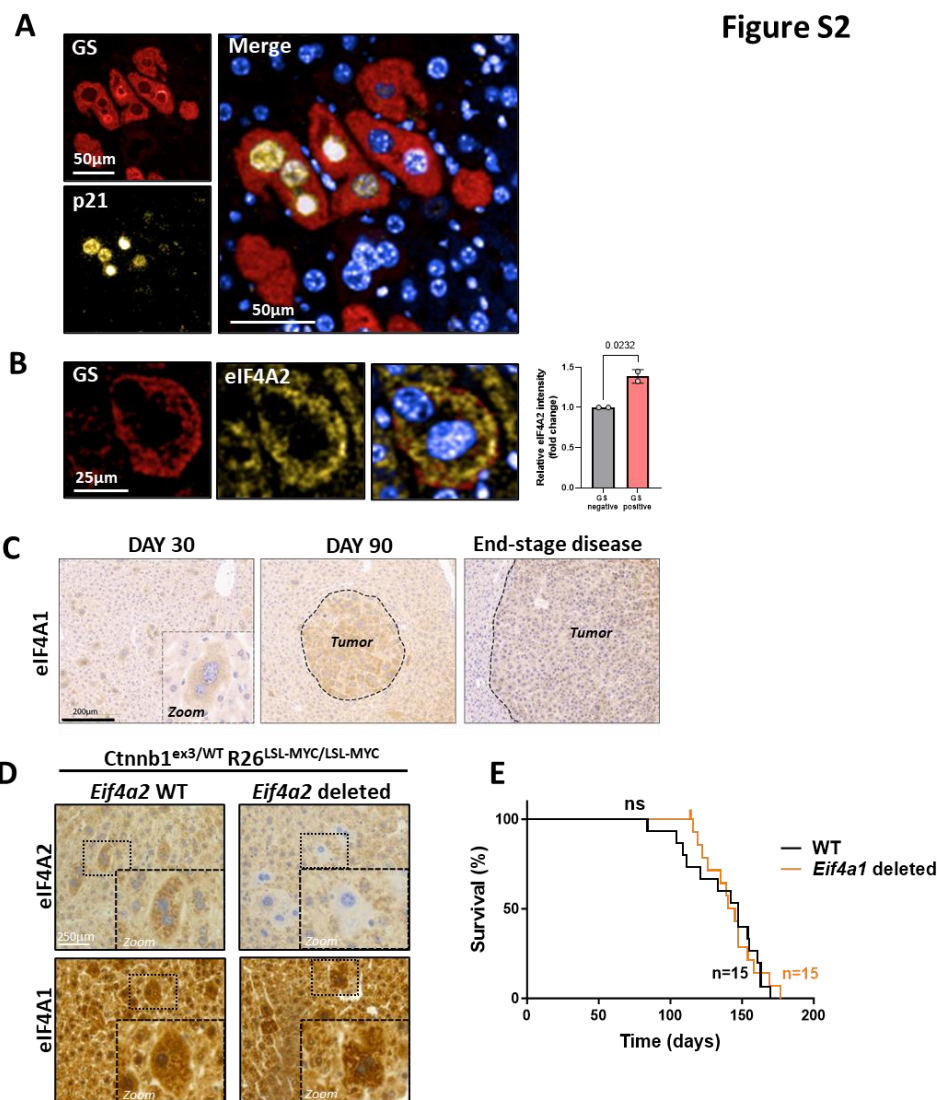 Figure S2
A
GS
50µm
Merge
50µm
p21
B
GS
25µm
eIF4A2
0.0232
Relative eIF4A2 intensity
(fold change)
1.5
1.0
0.5
0.0
GS
negative
GS
positive
C
DAY 30
DAY 90
End-stage disease
eIF4A1
200µm
Zoom
Tumor
Tumor
D
Ctnnb1ex3/WT R26LSL-MYC/LSL-MYC
Eif4a2 WT
Eif4a2 deleted
eIF4A2
250µm
Zoom
Zoom
eIF4A1
Zoom
Zoom
E
ns
100
50
0
Survival (%)
WT
Eif4a1 deleted
n=15
n=15
0
50
100
150
200
Time (days)